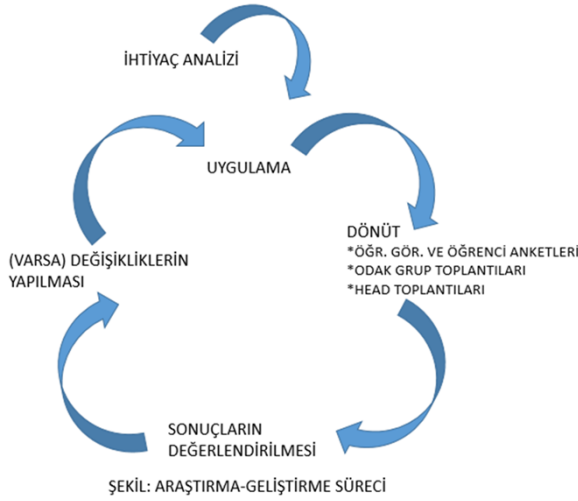 İHTİYAÇ ANALİZİ
UYGULAMA
DÖNÜT
*ÖĞR. GÖR. VE ÖĞRENCİ ANKETLERİ
*ODAK GRUP TOPLANTILARI
*HEAD TOPLANTILARI
SONUÇLARIN
DEĞERLENDİRİLMESİ
(VARSA) DEĞİŞİKLİKLERİN
YAPILMASI
ŞEKİL: ARAŞTIRMA-GELİŞTİRME SÜRECİ